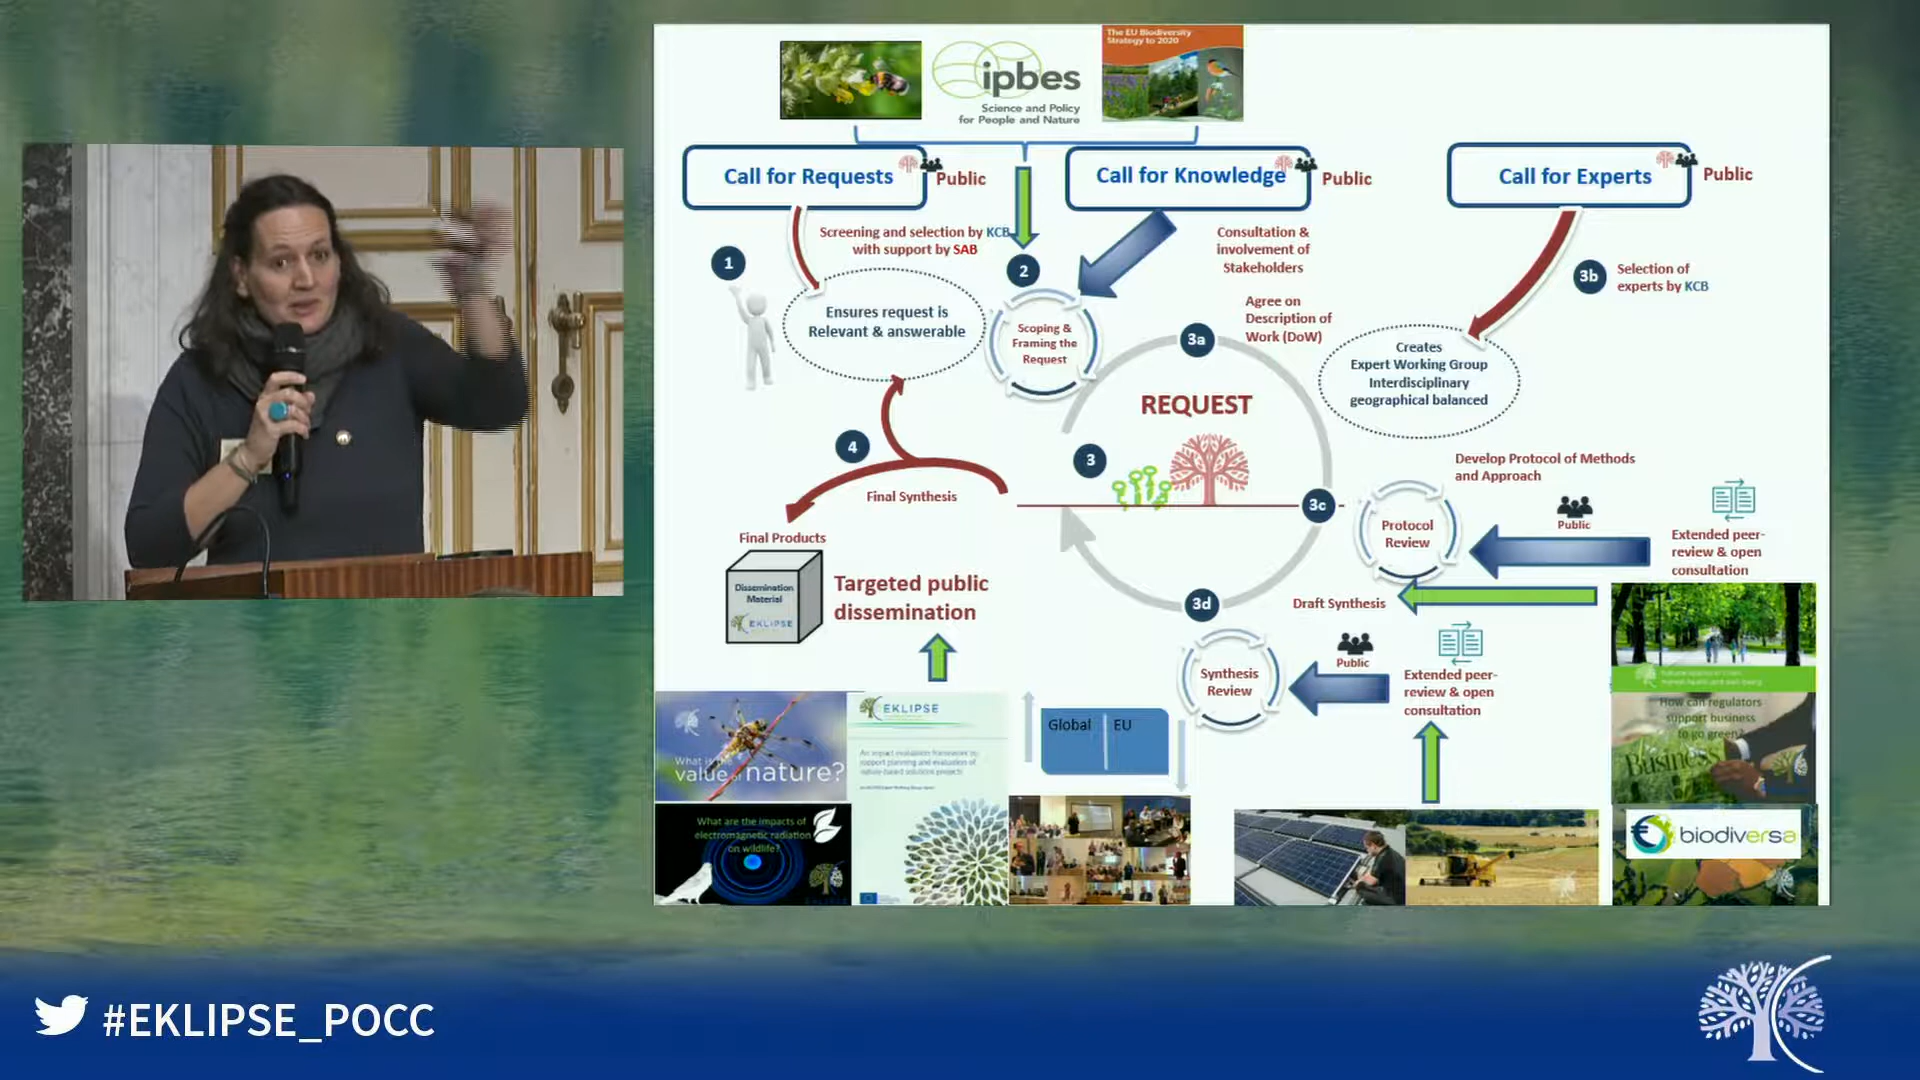 The EU Biodiversity
Strategy to 2020
ipbes
Science and Policy
for People and Nature
Call for Requests
Public
Call for Knowledge
Public
Call for Experts
Public
Screening and selection by KCB
with support by SAB
1
Ensures request is
Relevant & answerable
2
Scoping &
Framing the
Request
Consultation &
involvement of
Stakeholders
Agree on
Description of
Work (DoW)
3a
3b
Selection of
experts by KCB
Creates
Expert Working Group
Interdisciplinary
geographical balanced
REQUEST
3
3c
4
Final Synthesis
Final Products
Dissemination
Material
EKLIPSE
Targeted public
dissemination
Develop Protocol of Methods
and Approach
Protocol
Review
Public
Extended peer-
review & open
consultation
3d
Draft Synthesis
Synthesis
Review
Public
Extended peer-
review & open
consultation
What is the
value of nature?
EKLIPSE
An impact evaluation framework to
support planning and evaluation of
nature-based solutions projects
Global
EU
What are the impacts of
electromagnetic radiation
on wildlife?
How can regulators
support business
to go green?
Business
biodiversa
#EKLIPSE_POCC